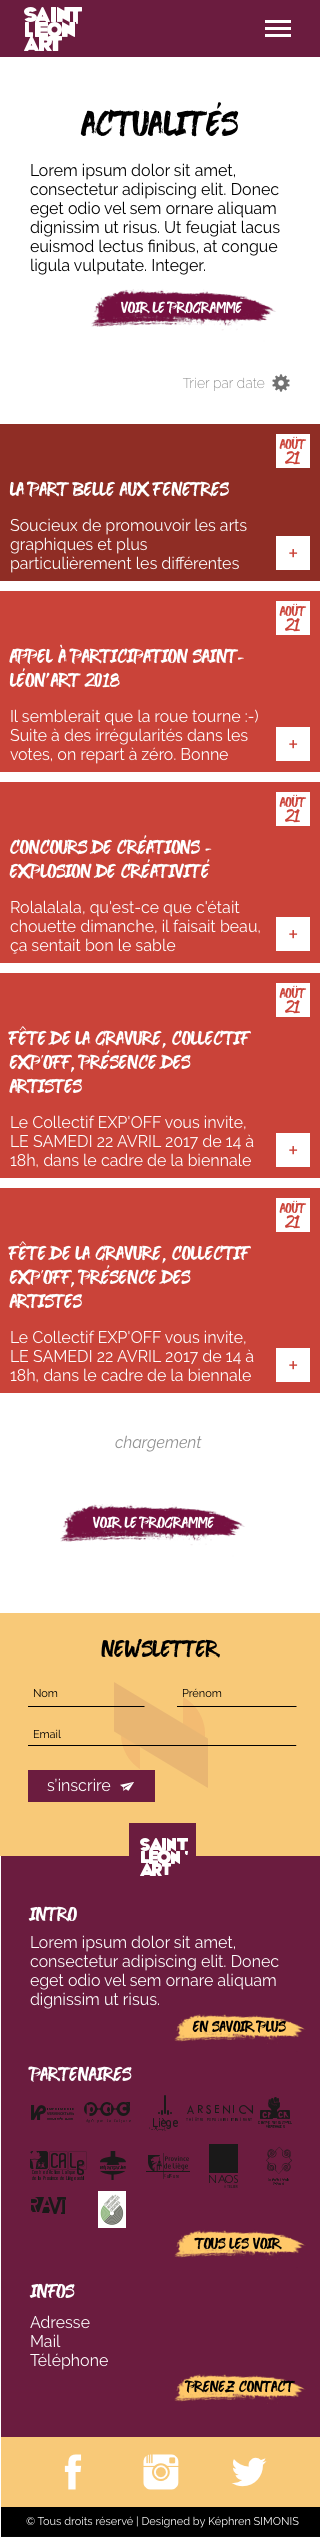 SAINT
LÉON'
ART
ACTUALITÉS
Lorem ipsum dolor sit amet,
consectetur adipiscing elit. Donec
eget odio vel sem ornare aliquam
dignissim ut risus. Ut feugiat lacus
euismod lectus finibus, at congue
ligula vulputate. Integer.
VOIR LE PROGRAMME
Trier par date
AOÛT
21
LA PART BELLE AUX FENETRES
Soucieux de promouvoir les arts
graphiques et plus
particulièrement les différentes
+
AOÛT
21
APPEL À PARTICIPATION SAINT-
LÉON'ART 2018
Il semblerait que la roue tourne :-)
Suite à des irrégularités dans les
votes, on repart à zéro. Bonne
+
AOÛT
21
CONCOURS DE CRÉATIONS -
EXPLOSION DE CRÉATIVITÉ
Rolalalala, qu'est-ce que c'était
chouette dimanche, il faisait beau,
ça sentait bon le sable
+
AOÛT
21
FÊTE DE LA GRAVURE, COLLECTIF
EXP'OFF, PRÉSENCE DES
ARTISTES
Le Collectif EXP'OFF vous invite,
LE SAMEDI 22 AVRIL 2017 de 14 à
18h, dans le cadre de la biennale
+
AOÛT
21
FÊTE DE LA GRAVURE, COLLECTIF
EXP'OFF, PRÉSENCE DES
ARTISTES
Le Collectif EXP'OFF vous invite,
LE SAMEDI 22 AVRIL 2017 de 14 à
18h, dans le cadre de la biennale
+
chargement
VOIR LE PROGRAMME
NEWSLETTER
Nom Prénom
Email
s'inscrire
SAINT
LÉON'
ART
INTRO
Lorem ipsum dolor sit amet,
consectetur adipiscing elit. Donec
eget odio vel sem ornare aliquam
dignissim ut risus.
EN SAVOIR PLUS
PARTENAIRES
Liège ARSENIC2
CAL Province de Liège NAOS
RAVI
TOUS LES VOIR
INFOS
Adresse
Mail
Téléphone
PRENEZ CONTACT
© Tous droits réservé | Designed by Képhren SIMONIS